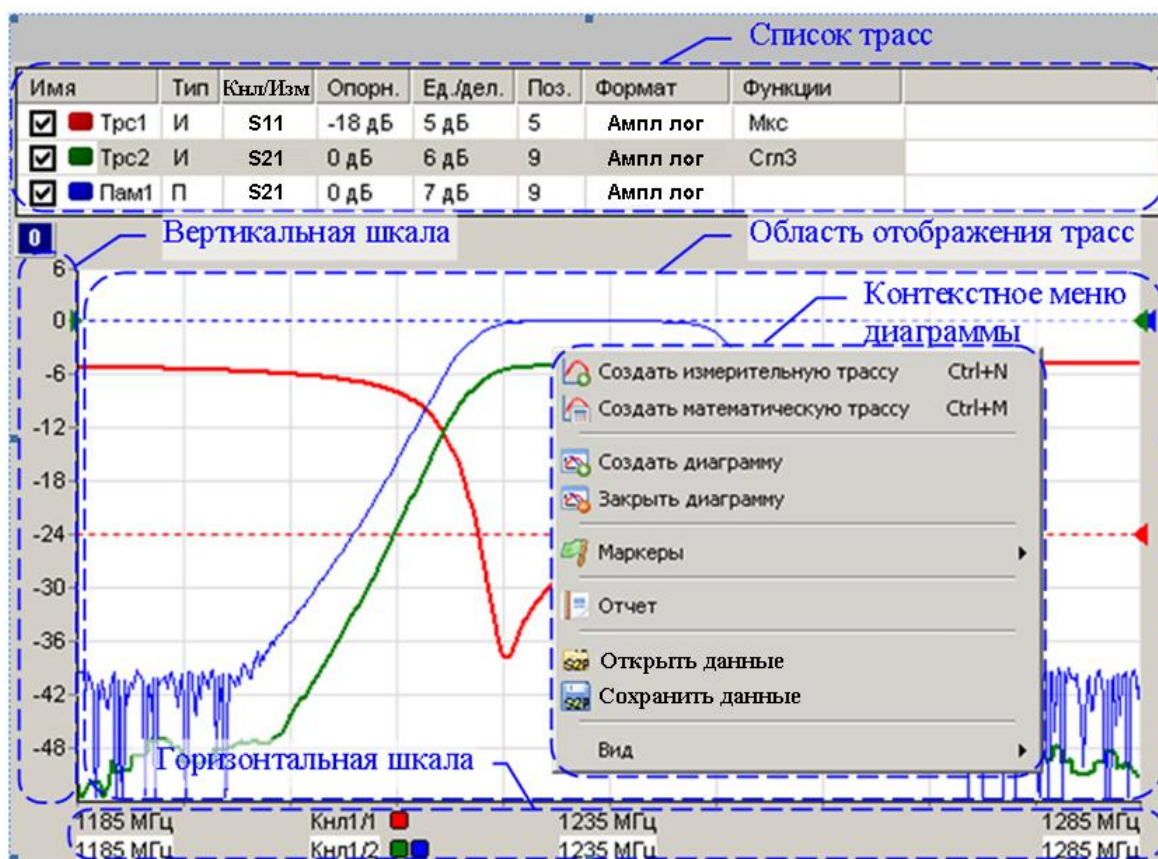 Список трасс
Имя Тип Кнл/Изм Опорн. Ед./дел. Поз. Формат Функции
Трс1 И S11 -18 дБ 5 дБ 5 Ампл лог Мкс
Трс2 И S21 0 дБ 6 дБ 9 Ампл лог Сгл3
Пам1 П S21 0 дБ 7 дБ 9 Ампл лог
0 Вертикальная шкала Область отображения трасс
6
Контекстное меню
0
диаграммы
Создать измерительную трассу Ctrl+N
-6
Создать математическую трассу Ctrl+M
-12
Создать диаграмму
-18
Закрыть диаграмму
-24
Маркеры
-30
Отчет
-36
Открыть данные
-42
Сохранить данные
-48
Вид
Горизонтальная шкала
1185 МГц Кнл1/1 1235 МГц 1285 МГц
1185 МГц Кнл1/2 1235 МГц 1285 МГц